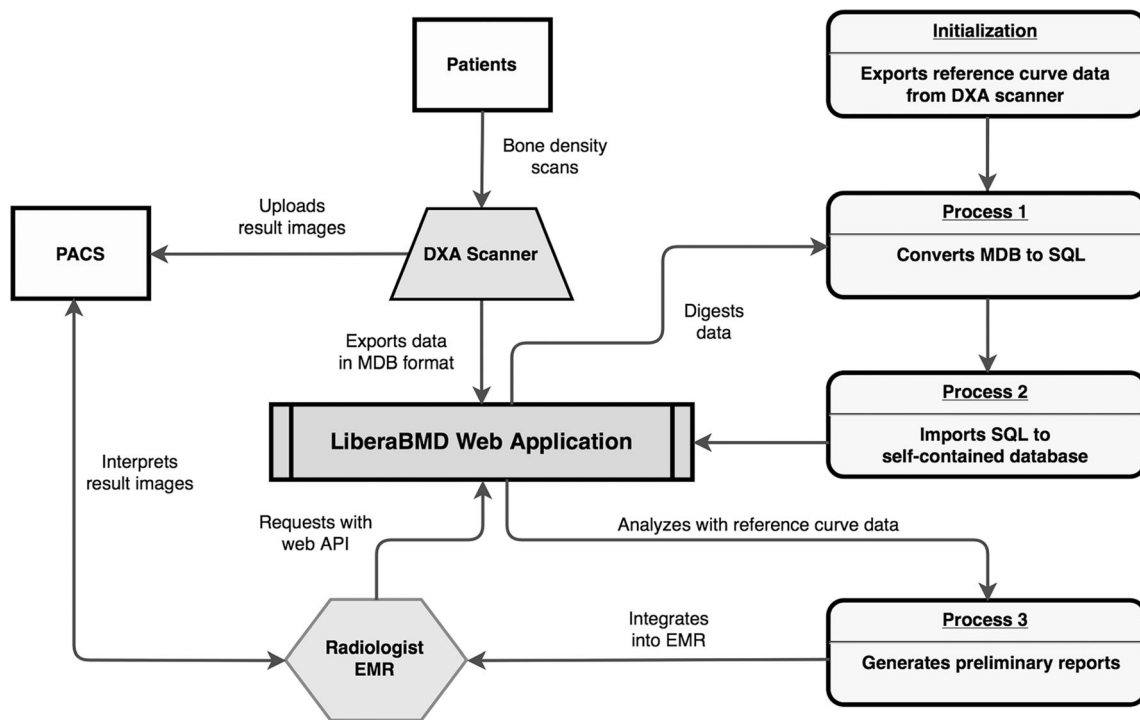 Patients
Initialization
Exports reference curve data
from DXA scanner
Bone density
scans
Uploads
result images
PACS
DXA Scanner
Process 1
Converts MDB to SQL
Exports data
in MDB format
Digests
data
Process 2
Imports SQL to
self-contained database
LiberaBMD Web Application
Interprets
result images
Requests with
web API
Analyzes with reference curve data
Radiologist
EMR
Integrates
into EMR
Process 3
Generates preliminary reports